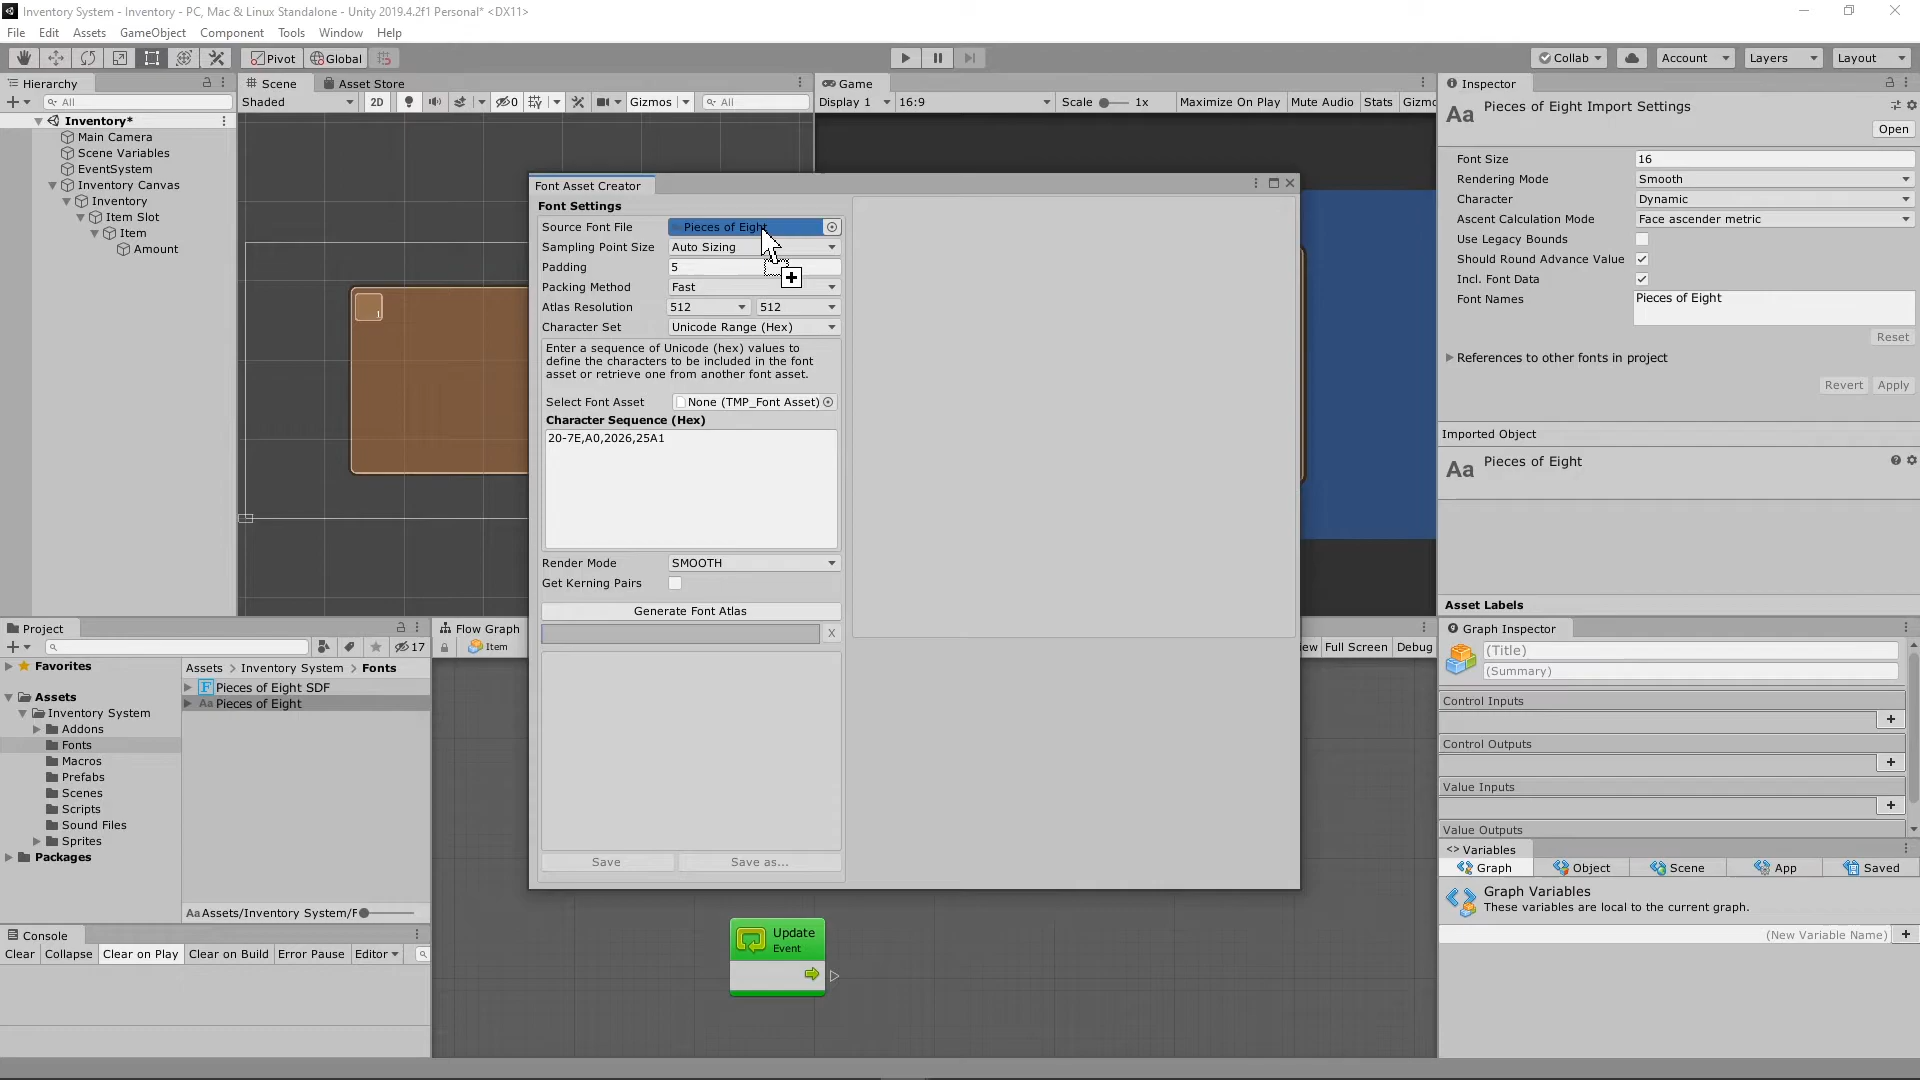 Inventory System - Inventory - PC, Mac & Linux Standalone - Unity 2019.4.2f1 Personal* <DX11>
File Edit Assets GameObject Component Tools Window Help
Pivot Global Collab Account Layers Layout
Hierarchy
All
Inventory*
Main Camera
Scene Variables
EventSystem
Inventory Canvas
Inventory
Item Slot
Item
Amount
Scene Asset Store
Shaded 2D 0 Gizmos All
1
Game
Display 1 16:9 Scale 1x Maximize On Play Mute Audio Stats Gizmo
Font Asset Creator
Font Settings
Source Font File Pieces of Eight
Sampling Point Size Auto Sizing
Padding 5
Packing Method Fast
Atlas Resolution 512 512
Character Set Unicode Range (Hex)
Enter a sequence of Unicode (hex) values to
define the characters to be included in the font
asset or retrieve one from another font asset.
Select Font Asset None (TMP_Font Asset)
Character Sequence (Hex)
20-7E,A0,2026,25A1
Render Mode SMOOTH
Get Kerning Pairs
Generate Font Atlas
X
Save Save as...
Inspector
Aa Pieces of Eight Import Settings
Open
Font Size 16
Rendering Mode Smooth
Character Dynamic
Ascent Calculation Mode Face ascender metric
Use Legacy Bounds
Should Round Advance Value
Incl. Font Data
Font Names Pieces of Eight
Reset
References to other fonts in project
Revert Apply
Imported Object
Aa Pieces of Eight
Asset Labels
Project
17
Favorites
Assets
Inventory System
Addons
Fonts
Macros
Prefabs
Scenes
Scripts
Sound Files
Sprites
Packages
Assets > Inventory System > Fonts
F Pieces of Eight SDF
Aa Pieces of Eight
Aa Assets/Inventory System/F
Console
Clear Collapse Clear on Play Clear on Build Error Pause Editor
Flow Graph
Item
ew Full Screen Debug
Update
Event
Graph Inspector
(Title)
(Summary)
Control Inputs
Control Outputs
Value Inputs
Value Outputs
<> Variables
Graph Object Scene App Saved
Graph Variables
These variables are local to the current graph.
(New Variable Name)